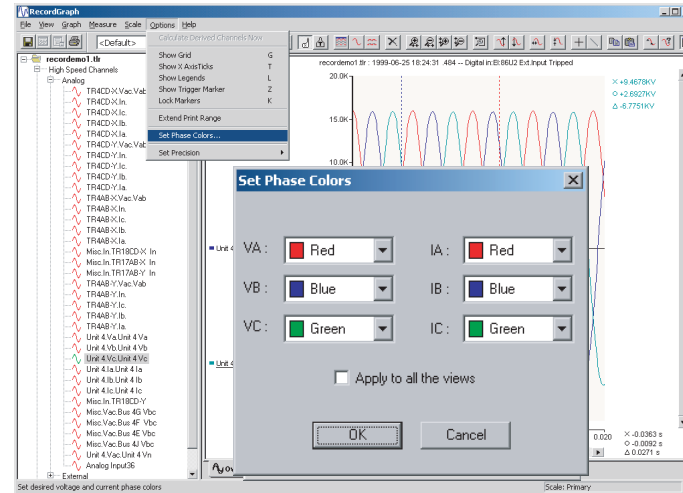 RecordGraph
File View Graph Measure Scale Options Help
<Default>
Calculate Derived Channels Now
Show Grid G
Show X AxisTicks T
Show Legends L
Show Trigger Marker Z
Lock Markers K
Extend Print Range
Set Phase Colors...
Set Precision
recordemo1.tlr
High Speed Channels
Analog
TR4CD-X.Vac.Vab
TR4CD-X.In.
TR4CD-X.Ic.
TR4CD-X.Ib.
TR4CD-X.Ia.
TR4CD-Y.Vac.Vab
TR4CD-Y.In.
TR4CD-Y.Ic.
TR4CD-Y.Ib.
TR4CD-Y.Ia.
TR4AB-X.Vac.Vab
TR4AB-X.In.
TR4AB-X.Ic.
TR4AB-X.Ib.
TR4AB-X.Ia.
Misc.In.TR18CD-X In
Misc.In.TR17AB-X In
Misc.In.TR17AB-Y In
TR4AB-Y.Vac.Vab
TR4AB-Y.In.
TR4AB-Y.Ic.
TR4AB-Y.Ib.
TR4AB-Y.Ia.
Unit 4.Va.Unit 4 Va
Unit 4.Vb.Unit 4 Vb
Unit 4.Vc.Unit 4 Vc
Unit 4.Ia.Unit 4 Ia
Unit 4.Ib.Unit 4 Ib
Unit 4.Ic.Unit 4 Ic
Misc.In.TR18CD-Y
Misc.Vac.Bus 4G Vbc
Misc.Vac.Bus 4F Vbc
Misc.Vac.Bus 4E Vbc
Misc.Vac.Bus 4J Vbc
Unit 4.Vac.Unit 4 Vn
Analog Input36
External
recordemo1.tlr : 1999-06-25 18:24:31 .484 -- Digital in:EI:86U2 Ext.Input Tripped
20.0K
15.0K
10.0K
×+9.4678KV
○+2.6927KV
△-6.7751KV
Unit 4
Unit 4
Set Phase Colors
VA : Red IA : Red
VB : Blue IB : Blue
VC : Green IC : Green
Apply to all the views
OK Cancel
0.020
× -0.0363 s
○ -0.0092 s
△ 0.0271 s
Set desired voltage and current phase colors
Scale: Primary